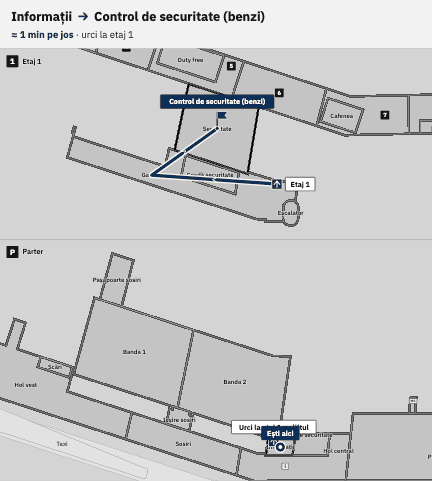 Informații → Control de securitate (benzi)
≈ 1 min pe jos · urci la etaj 1
1 Etaj 1
Duty free
5
6
Cafenea
7
Control de securitate (benzi)
Etaj 1
Escalator
P Parter
Pașapoarte sosiri
Banda 1
Banda 2
Scări
Hol vest
Ieșire sosiri
Sosiri
Taxi
Ești aici
Hol central